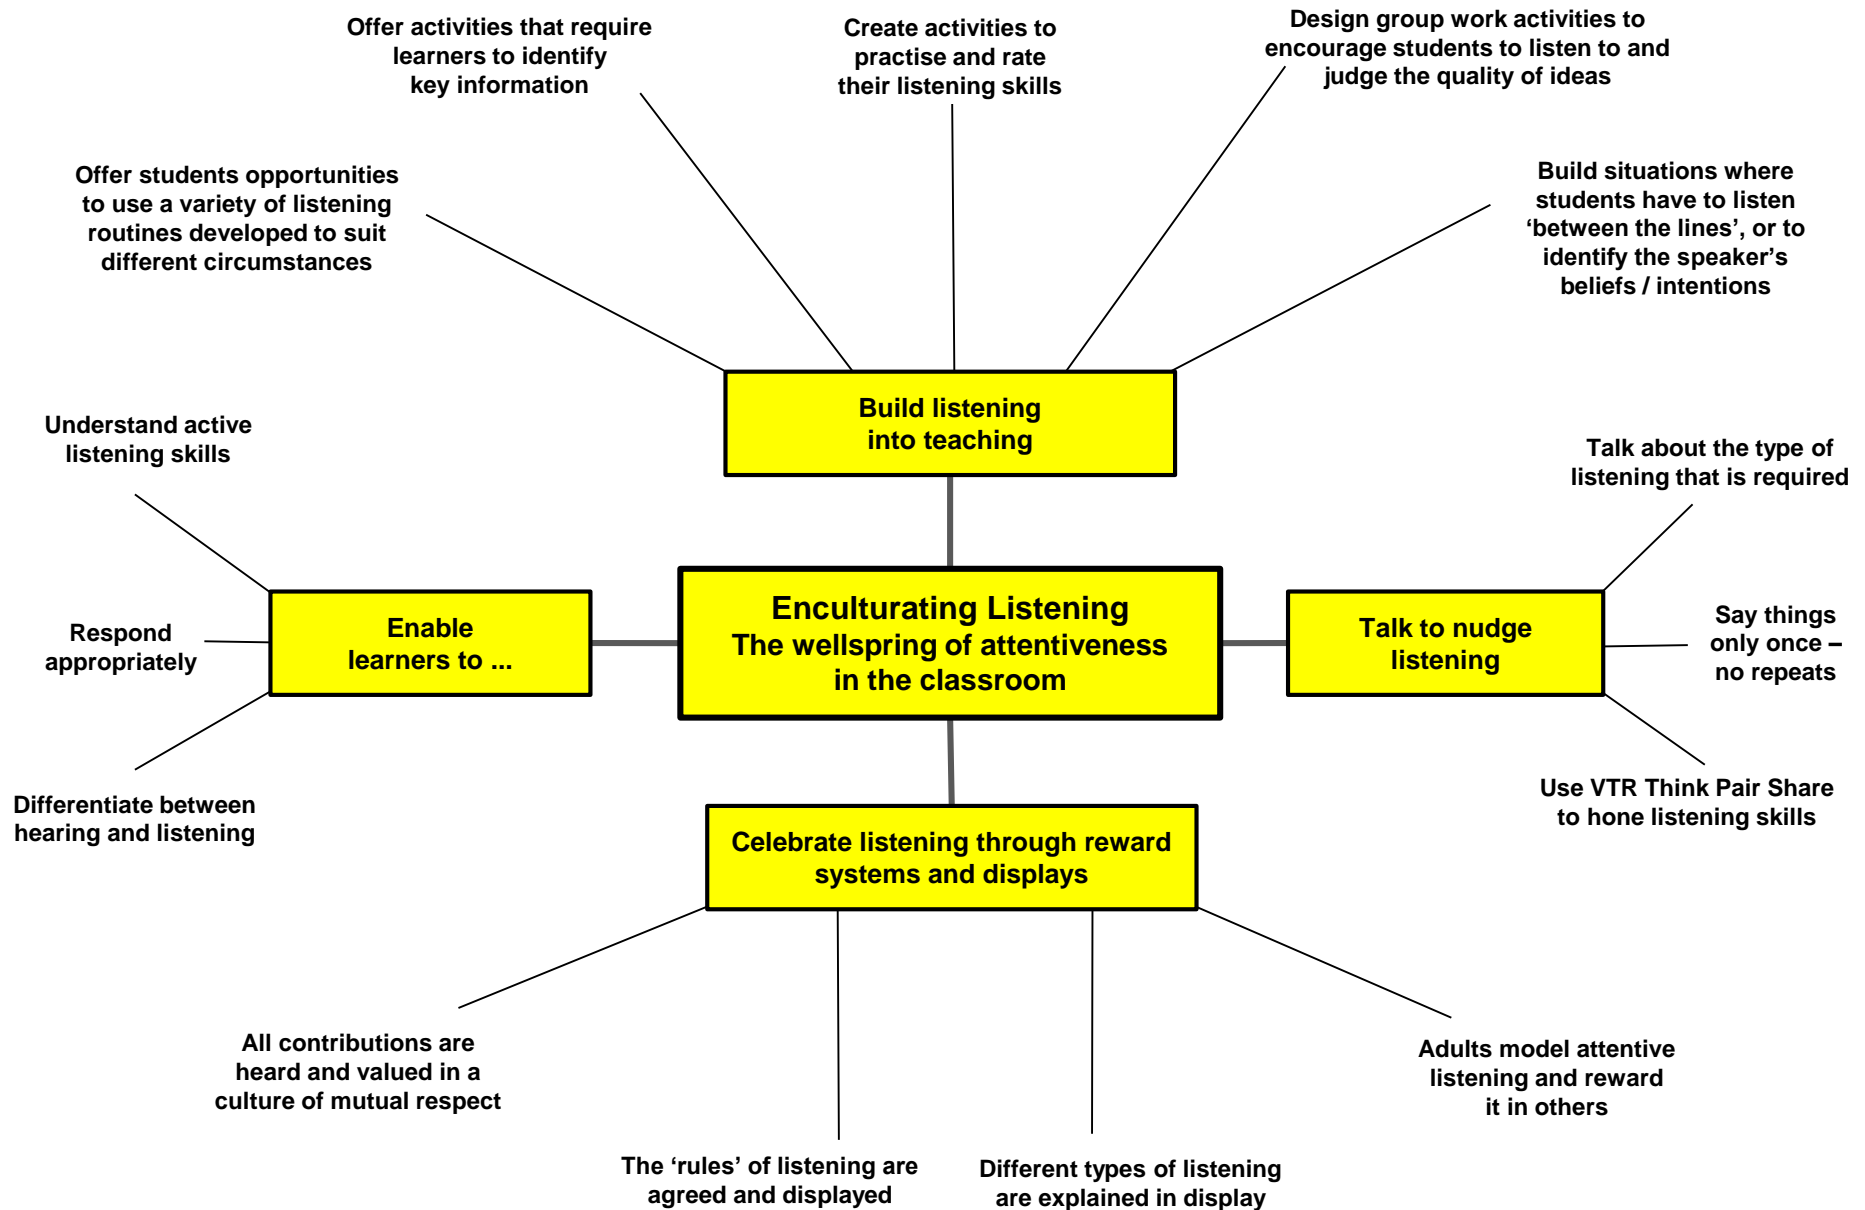 Offer activities that require
learners to identify
key information
Create activities to
practise and rate
their listening skills
Design group work activities to
encourage students to listen to and
judge the quality of ideas
Offer students opportunities
to use a variety of listening
routines developed to suit
different circumstances
Build situations where
students have to listen
‘between the lines’, or to
identify the speaker’s
beliefs / intentions
Build listening
into teaching
Understand active
listening skills
Respond
appropriately
Differentiate between
hearing and listening
Enable
learners to ...
Enculturating Listening
The wellspring of attentiveness
in the classroom
Talk to nudge
listening
Talk about the type of
listening that is required
Say things
only once –
no repeats
Use VTR Think Pair Share
to hone listening skills
Celebrate listening through reward
systems and displays
All contributions are
heard and valued in a
culture of mutual respect
The ‘rules’ of listening are
agreed and displayed
Different types of listening
are explained in display
Adults model attentive
listening and reward
it in others